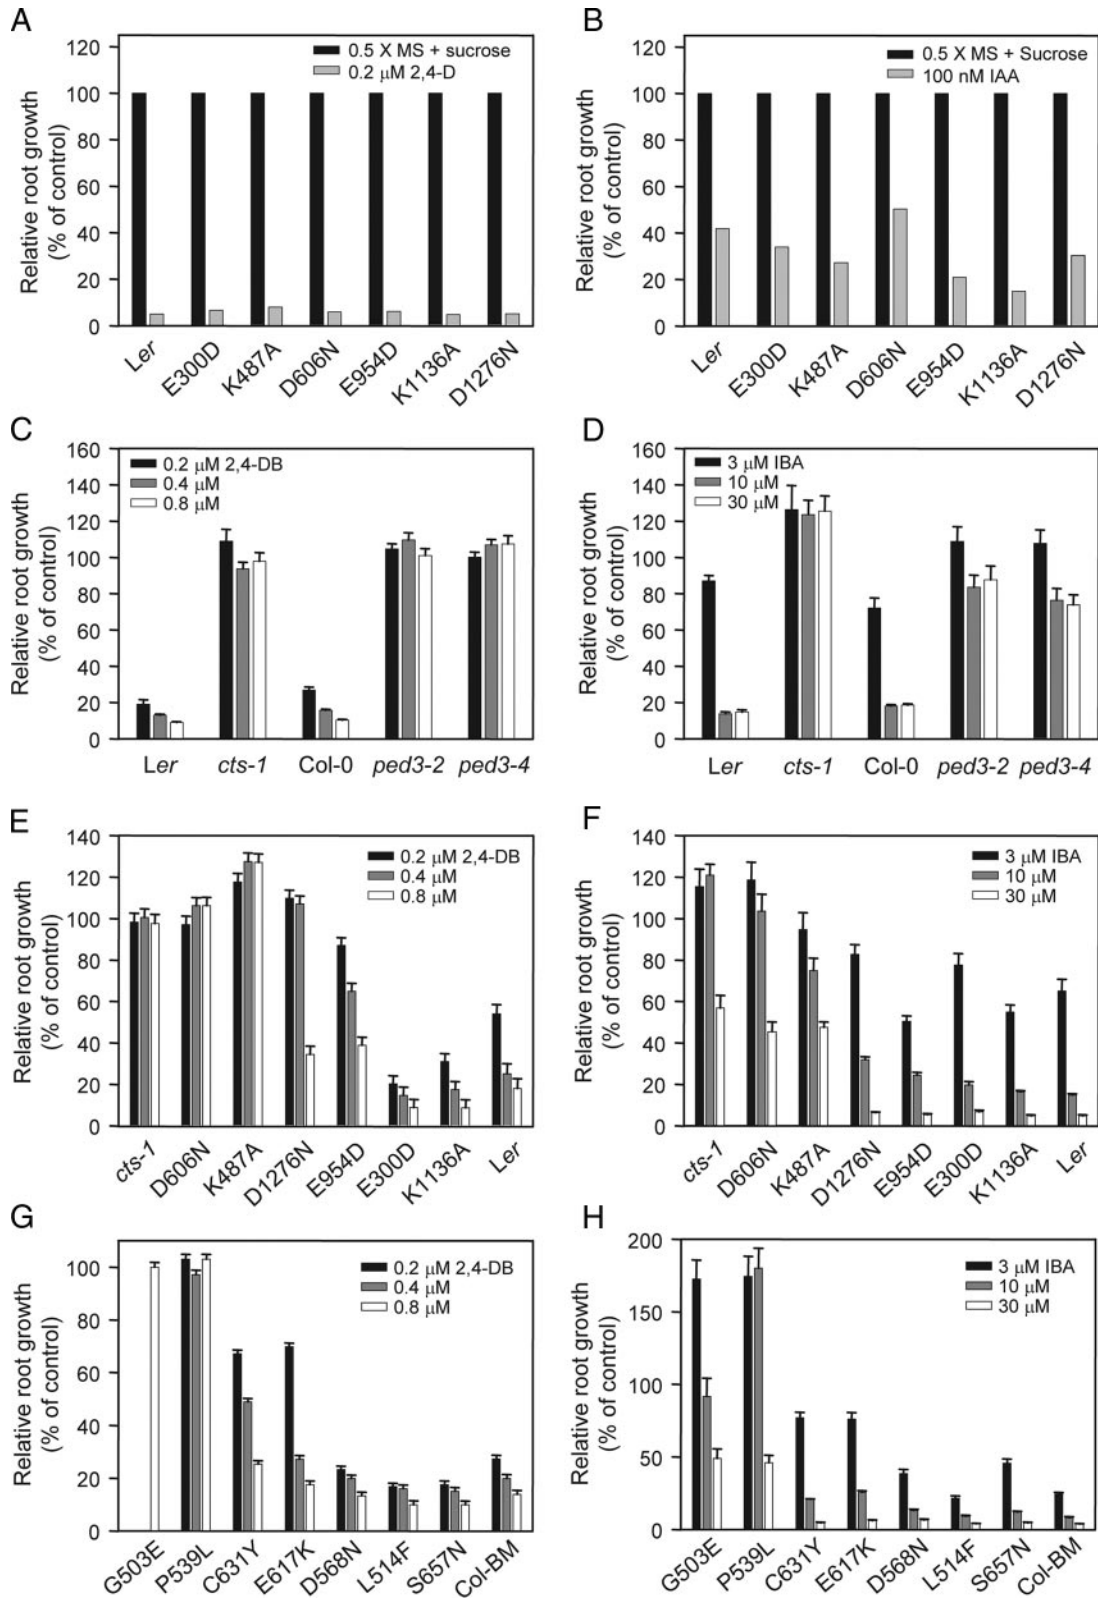 A
Relative root growth
(% of control)
120
100
80
60
40
20
0
0.5 X MS + sucrose
0.2 µM 2,4-D
Ler
E300D
K487A
D606N
E954D
K1136A
D1276N
B
Relative root growth
(% of control)
120
100
80
60
40
20
0
0.5 X MS + Sucrose
100 nM IAA
Ler
E300D
K487A
D606N
E954D
K1136A
D1276N
C
Relative root growth
(% of control)
160
140
120
100
80
60
40
20
0
0.2 µM 2,4-DB
0.4 µM
0.8 µM
Ler
cts-1
Col-0
ped3-2
ped3-4
D
Relative root growth
(% of control)
160
140
120
100
80
60
40
20
0
3 µM IBA
10 µM
30 µM
Ler
cts-1
Col-0
ped3-2
ped3-4
E
Relative root growth
(% of control)
140
120
100
80
60
40
20
0
0.2 µM 2,4-DB
0.4 µM
0.8 µM
cts-1
D606N
K487A
D1276N
E954D
E300D
K1136A
Ler
F
Relative root growth
(% of control)
140
120
100
80
60
40
20
0
3 µM IBA
10 µM
30 µM
cts-1
D606N
K487A
D1276N
E954D
E300D
K1136A
Ler
G
Relative root growth
(% of control)
100
80
60
40
20
0
0.2 µM 2,4-DB
0.4 µM
0.8 µM
G503E
P539L
C631Y
E617K
D568N
L514F
S657N
Col-BM
H
Relative root growth
(% of control)
200
150
100
50
0
3 µM IBA
10 µM
30 µM
G503E
P539L
C631Y
E617K
D568N
L514F
S657N
Col-BM